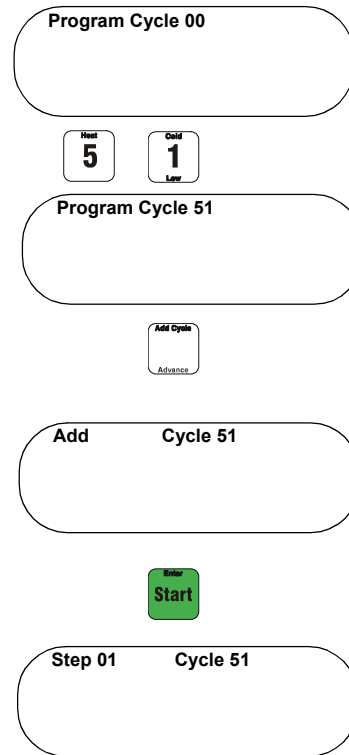 Program Cycle 00
Heat Cold
5 1
Low
Program Cycle 51
Add Cycle
Advance
Add Cycle 51
Enter
Start
Step 01 Cycle 51